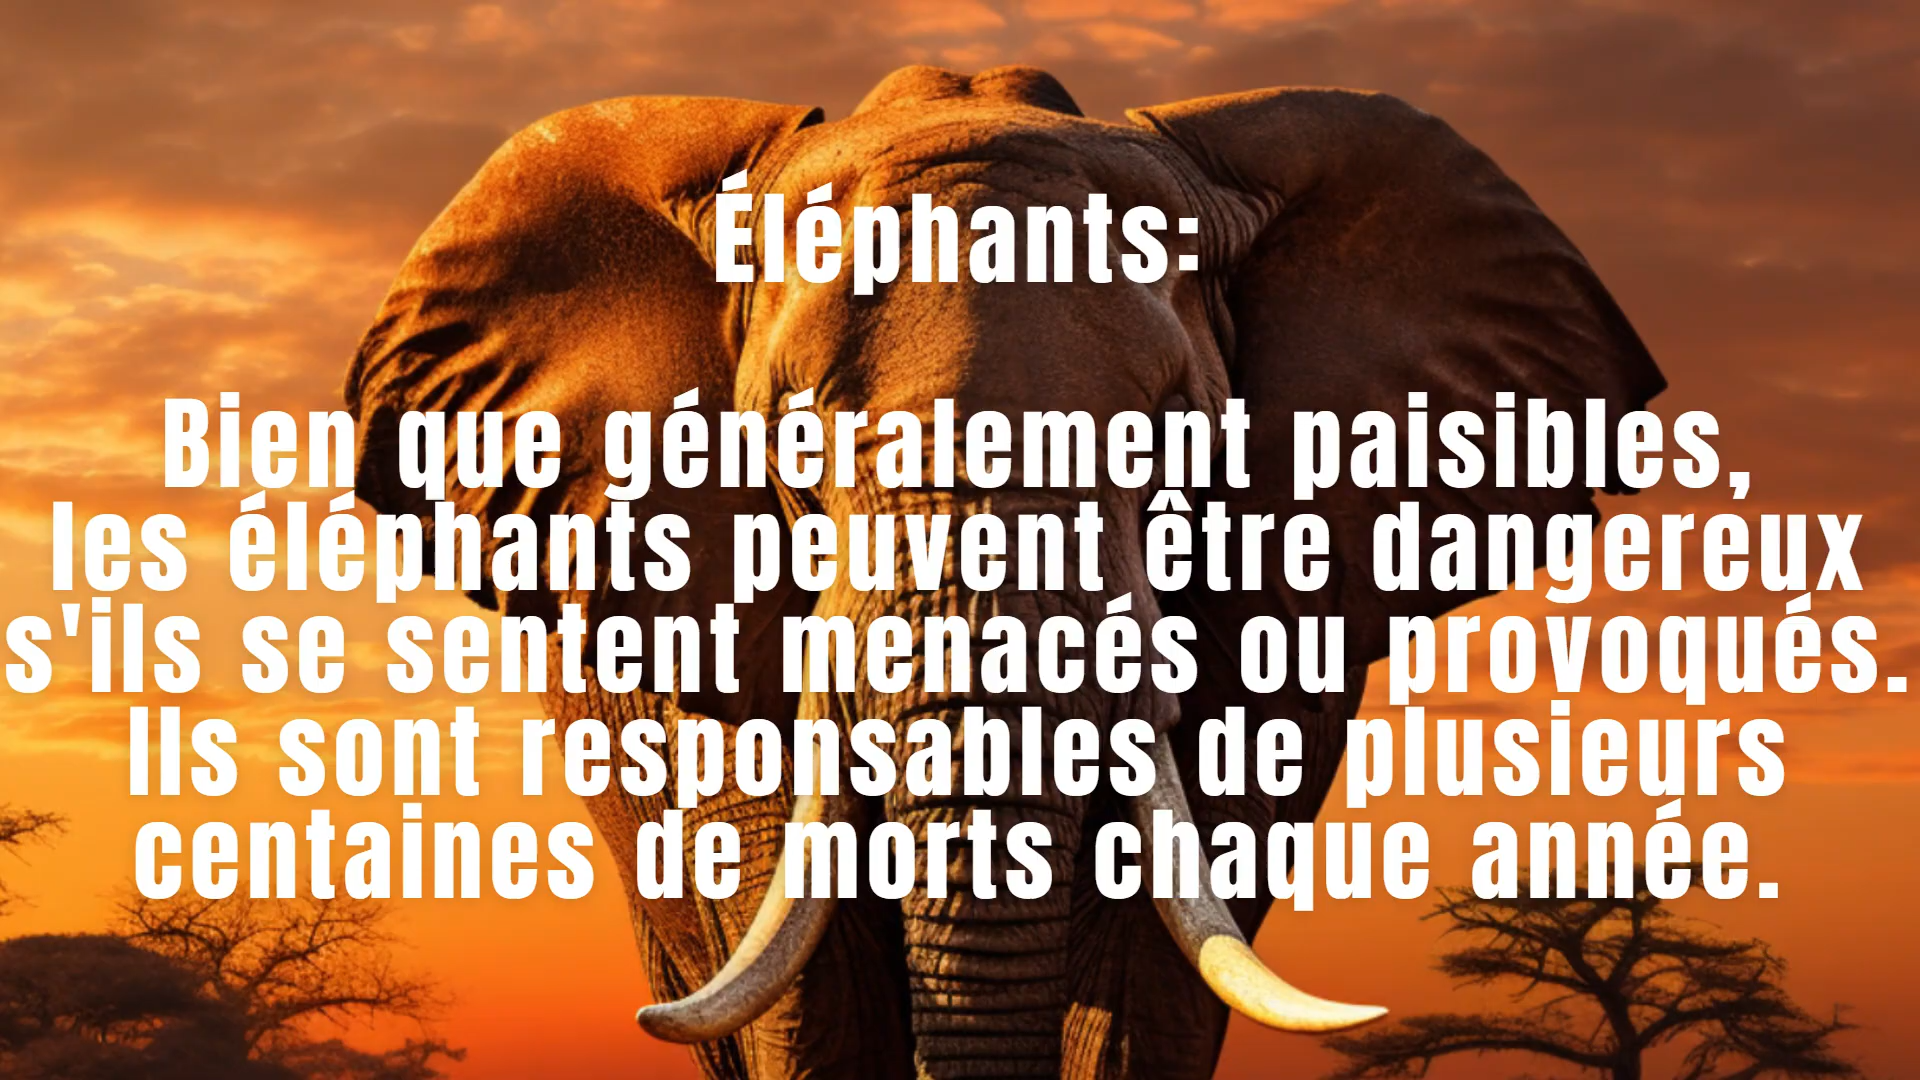 Éléphants:
Bien que généralement paisibles,
les éléphants peuvent être dangereux
s'ils se sentent menacés ou provoqués.
Ils sont responsables de plusieurs
centaines de morts chaque année.